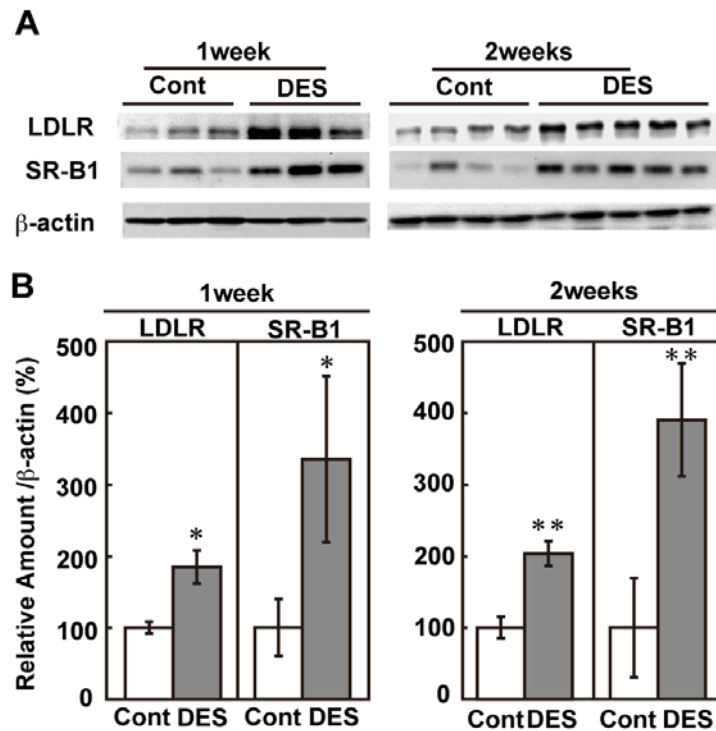 A
1week 2weeks
Cont DES Cont DES
LDLR
SR-B1
β-actin
B
1week 2weeks
LDLR SR-B1 LDLR SR-B1
Relative Amount /β-actin (%)
500 500
400 400
300 300
200 200
100 100
0 0
* * ** **
Cont DES Cont DES Cont DES Cont DES